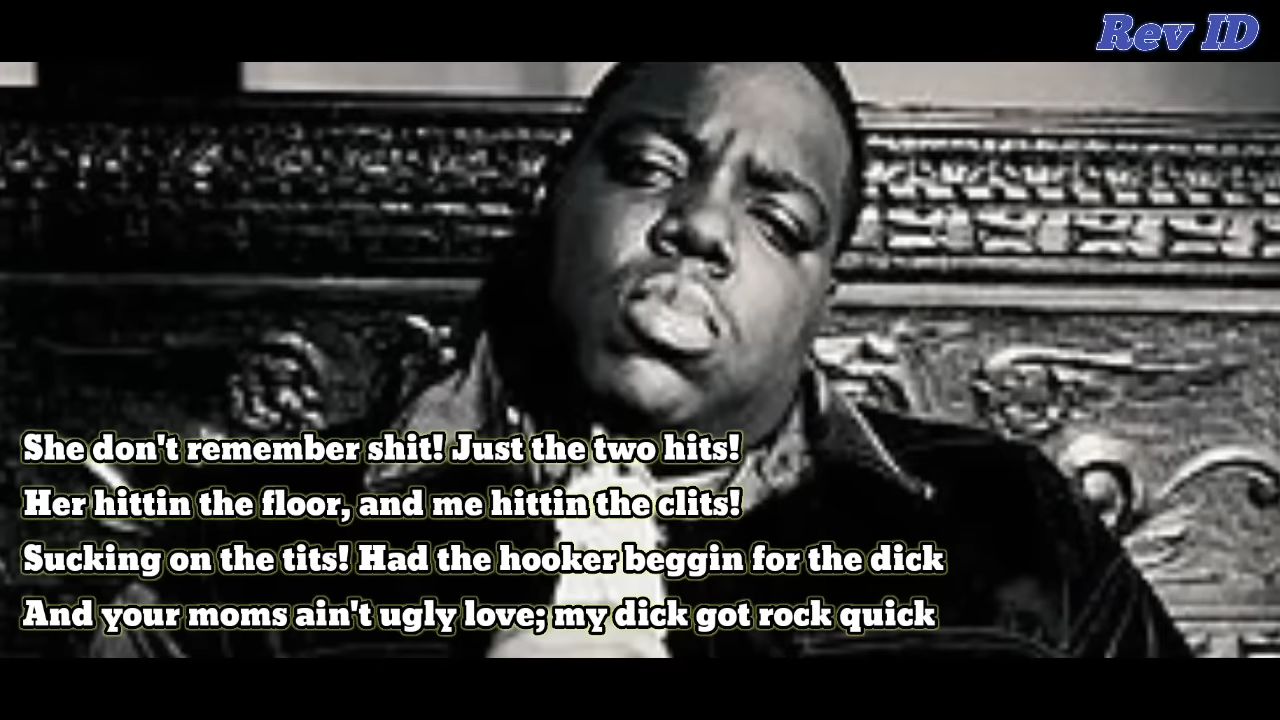 Rev ID
She don't remember shit! Just the two hits!
Her hittin the floor, and me hittin the clits!
Sucking on the tits! Had the hooker beggin for the dick
And your moms ain't ugly love; my dick got rock quick